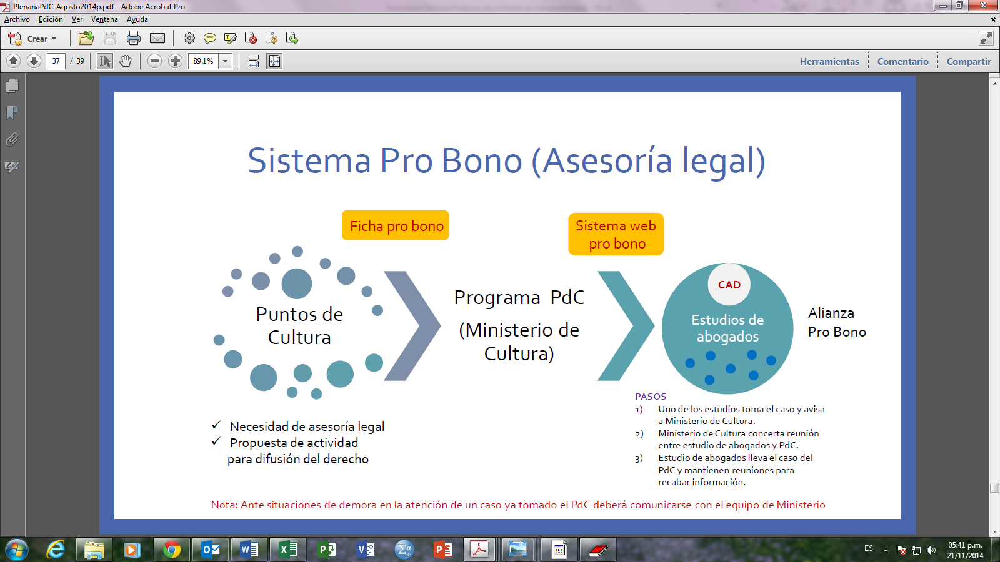 PlenariaPdC-Agosto2014p.pdf - Adobe Acrobat Pro
Archivo Edición Ver Ventana Ayuda
Crear
37 / 39 89.1% Herramientas Comentario Compartir
Sistema Pro Bono (Asesoría legal)
Ficha pro bono
Sistema web
pro bono
Puntos de
Cultura
Programa PdC
(Ministerio de
Cultura)
CAD
Estudios de
abogados
Alianza
Pro Bono
✓ Necesidad de asesoría legal
✓ Propuesta de actividad
para difusión del derecho
PASOS
1) Uno de los estudios toma el caso y avisa
a Ministerio de Cultura.
2) Ministerio de Cultura concerta reunión
entre estudio de abogados y PdC.
3) Estudio de abogados lleva el caso del
PdC y mantienen reuniones para
recabar información.
Nota: Ante situaciones de demora en la atención de un caso ya tomado el PdC deberá comunicarse con el equipo de Ministerio
ES
05:41 p.m.
21/11/2014